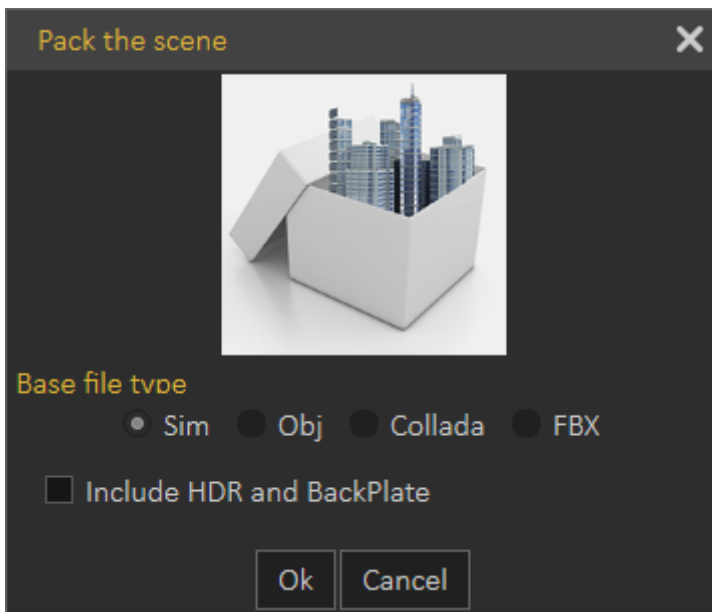 Pack the scene
Base file type
Sim Obj Collada FBX
Include HDR and BackPlate
Ok Cancel